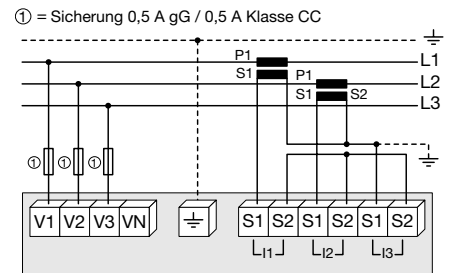 ① = Sicherung 0,5 A gG / 0,5 A Klasse CC
P1 L1
S1 P1 L2
S1 S2 L3
① ① ①
V1 V2 V3 VN S1 S2 S1 S2 S1 S2
I1 I2 I3